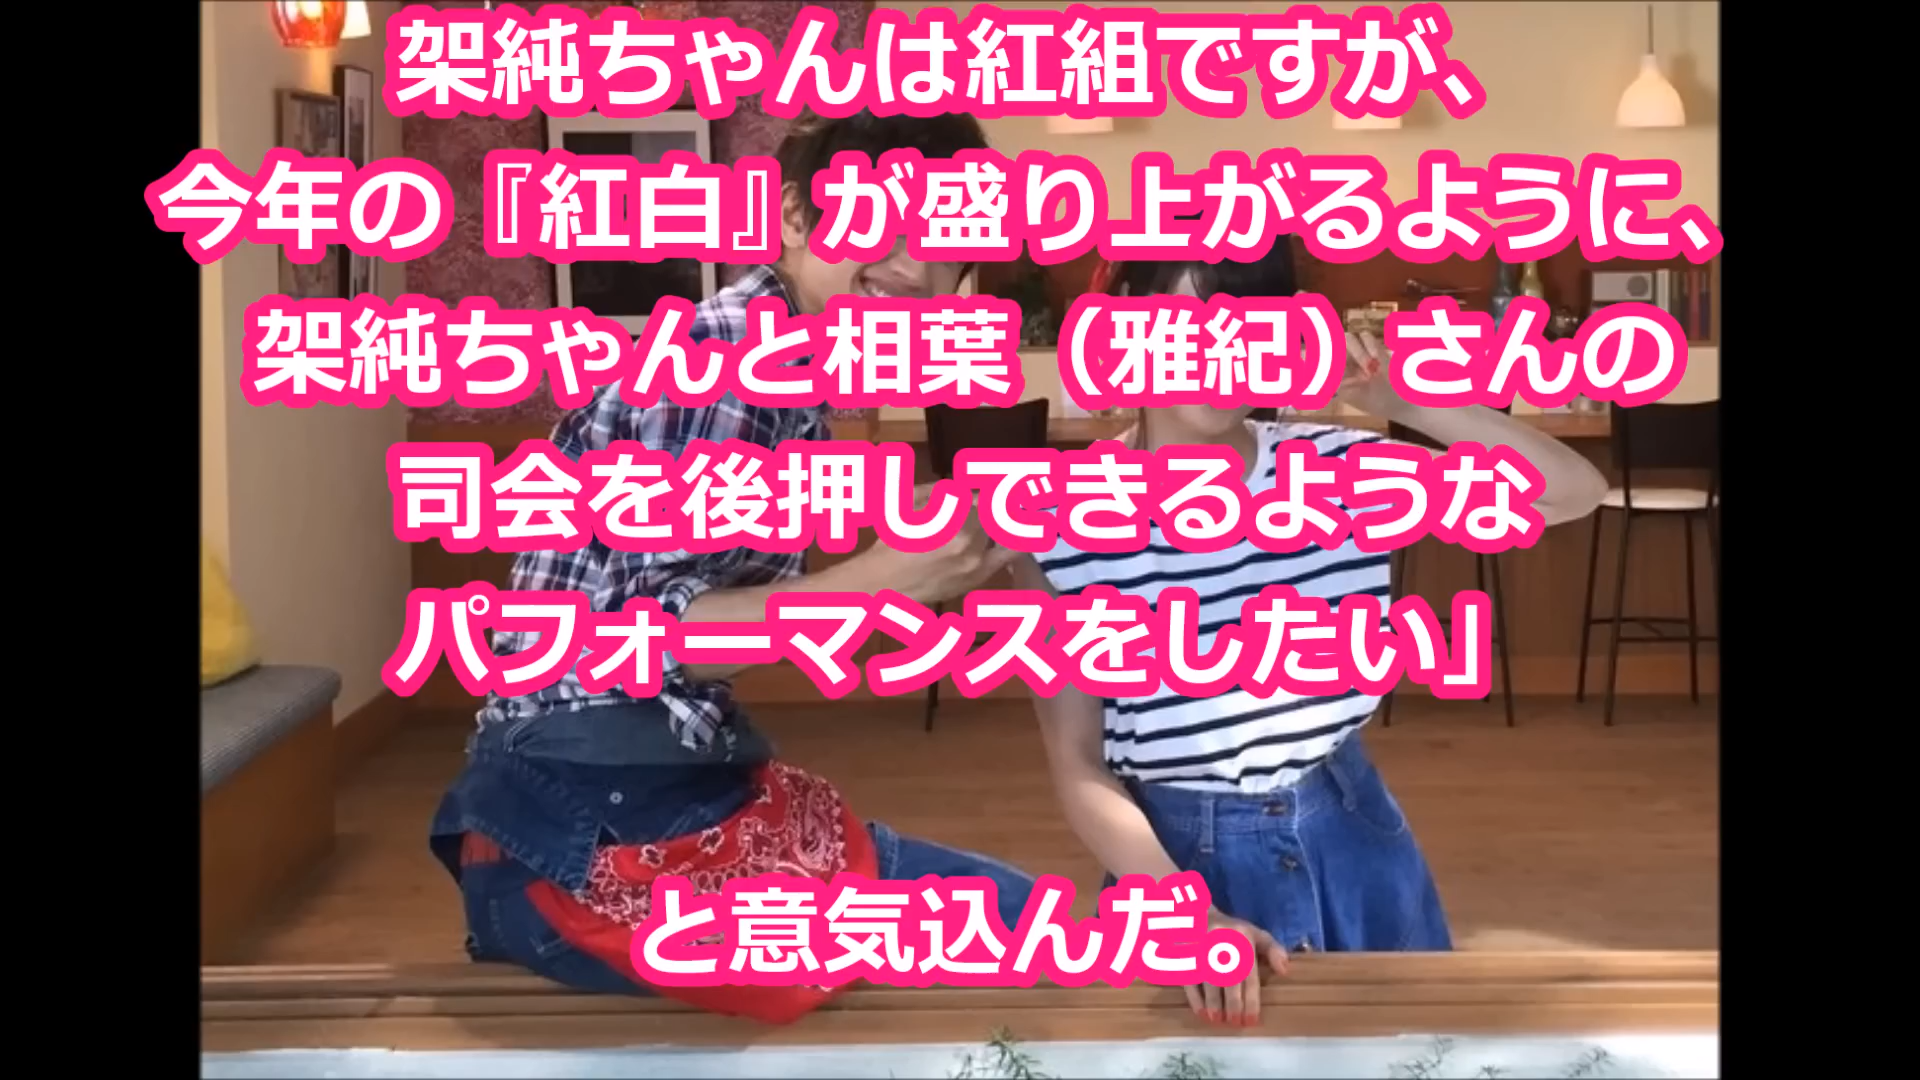 架純ちゃんは紅組ですが、
今年の『紅白』が盛り上がるように、
架純ちゃんと相葉（雅紀）さんの
司会を後押しできるような
パフォーマンスをしたい」
と意気込んだ。